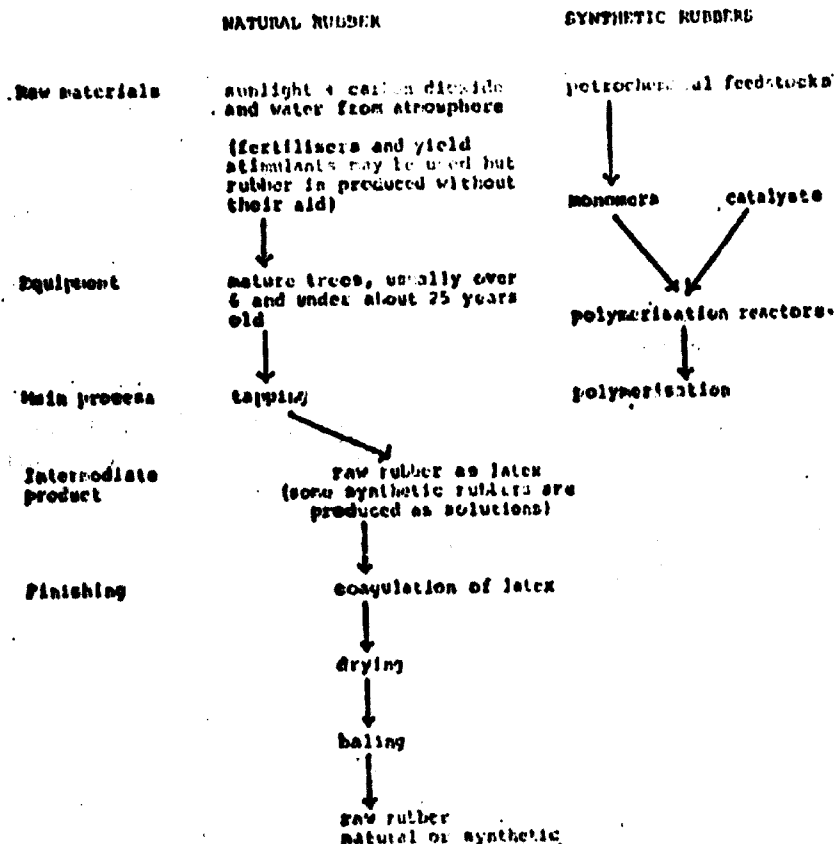 NATURAL RUBBER
SYNTHETIC RUBBERS
Raw materials
sunlight + carbon dioxide
and water from atmosphere
(fertilisers and yield
stimulants may be used but
rubber is produced without
their aid)
petrochemical feedstocks
monomers
catalysts
Equipment
mature trees, usually over
6 and under about 25 years
old
polymerisation reactors.
Main process
tapping
polymerisation
Intermediate
product
raw rubber as latex
(some synthetic rubbers are
produced as solutions)
Finishing
coagulation of latex
drying
baling
raw rubber
natural or synthetic